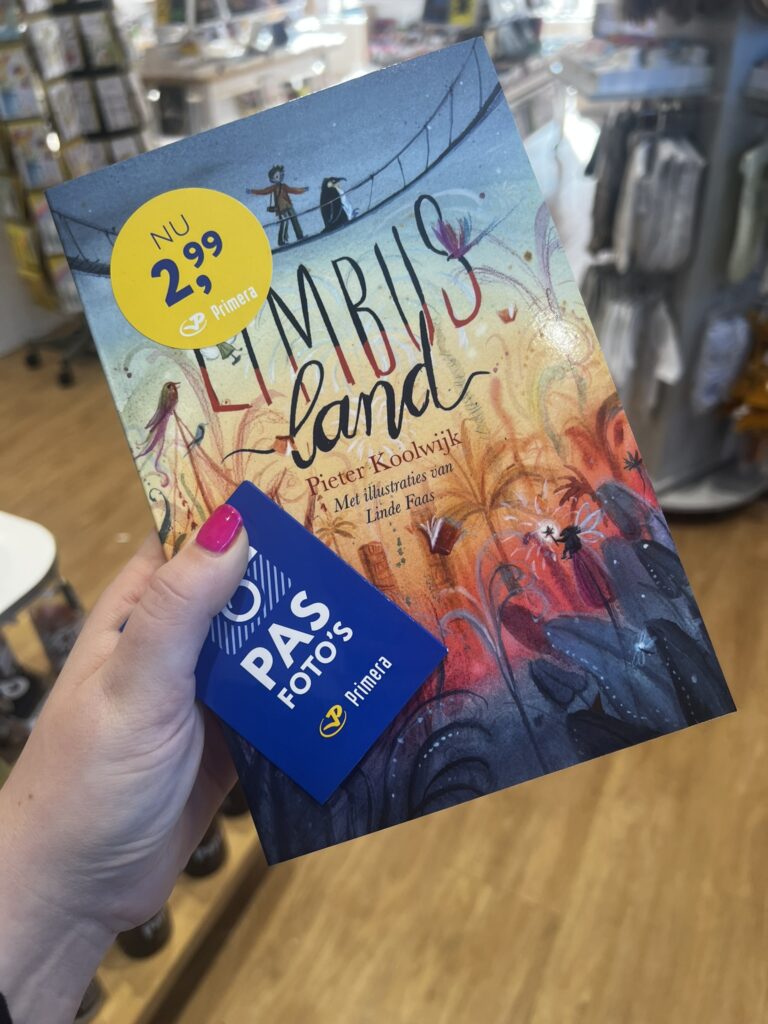 NU
2,99
Primera
LIMBUS
land
Pieter Koolwijk
Met illustraties van
Linde Faas
PAS
FOTO'S
Primera